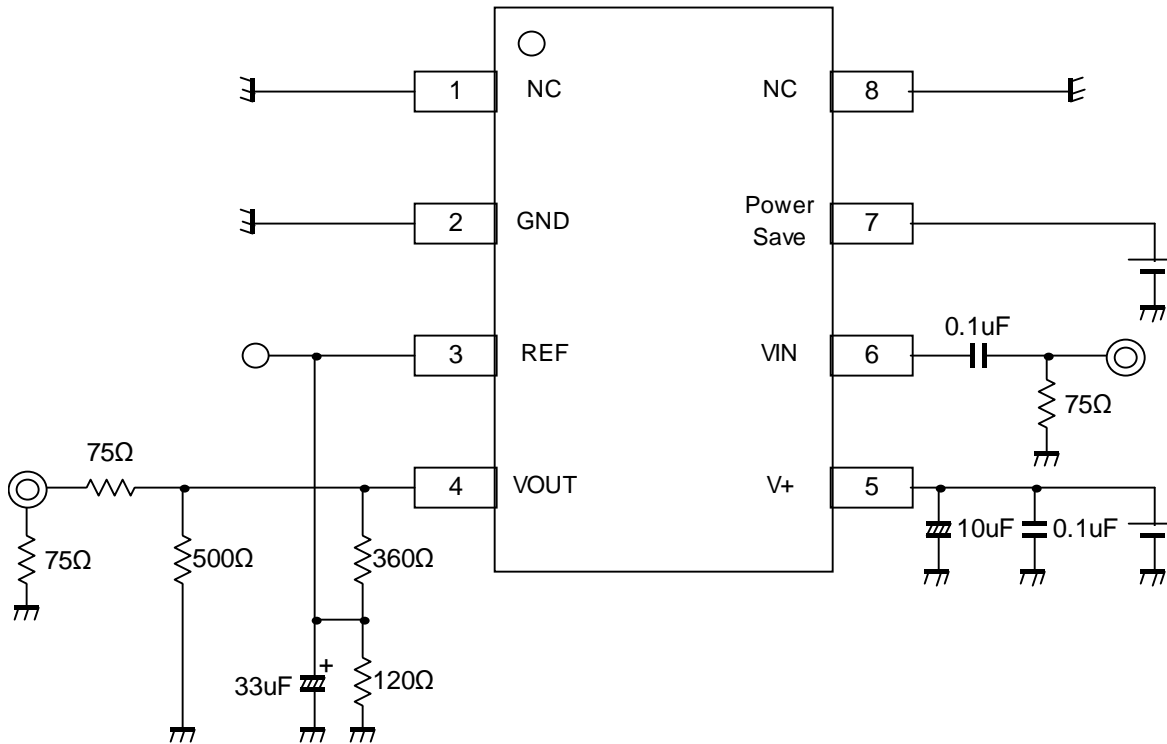 1 NC NC 8
2 GND Power Save 7
3 REF VIN 6
0.1uF
75Ω
75Ω
4 VOUT V+ 5
75Ω
500Ω
360Ω
10uF
0.1uF
33uF
+
120Ω